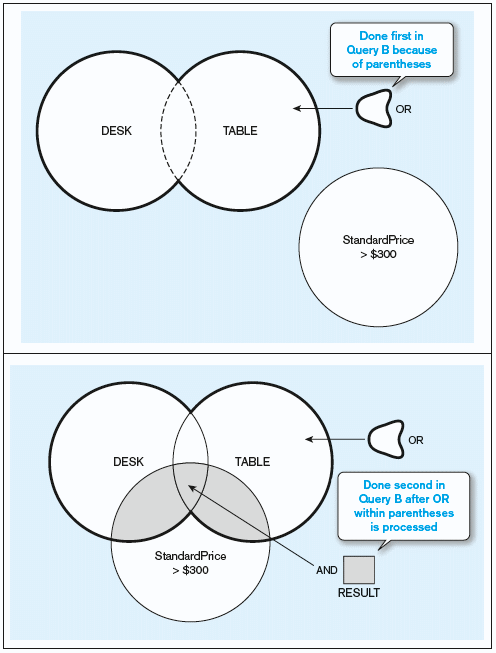 Done first in
Query B because
of parentheses
OR
DESK
TABLE
StandardPrice
> $300
OR
DESK
TABLE
Done second in
Query B after OR
within parentheses
is processed
StandardPrice
> $300
AND
RESULT